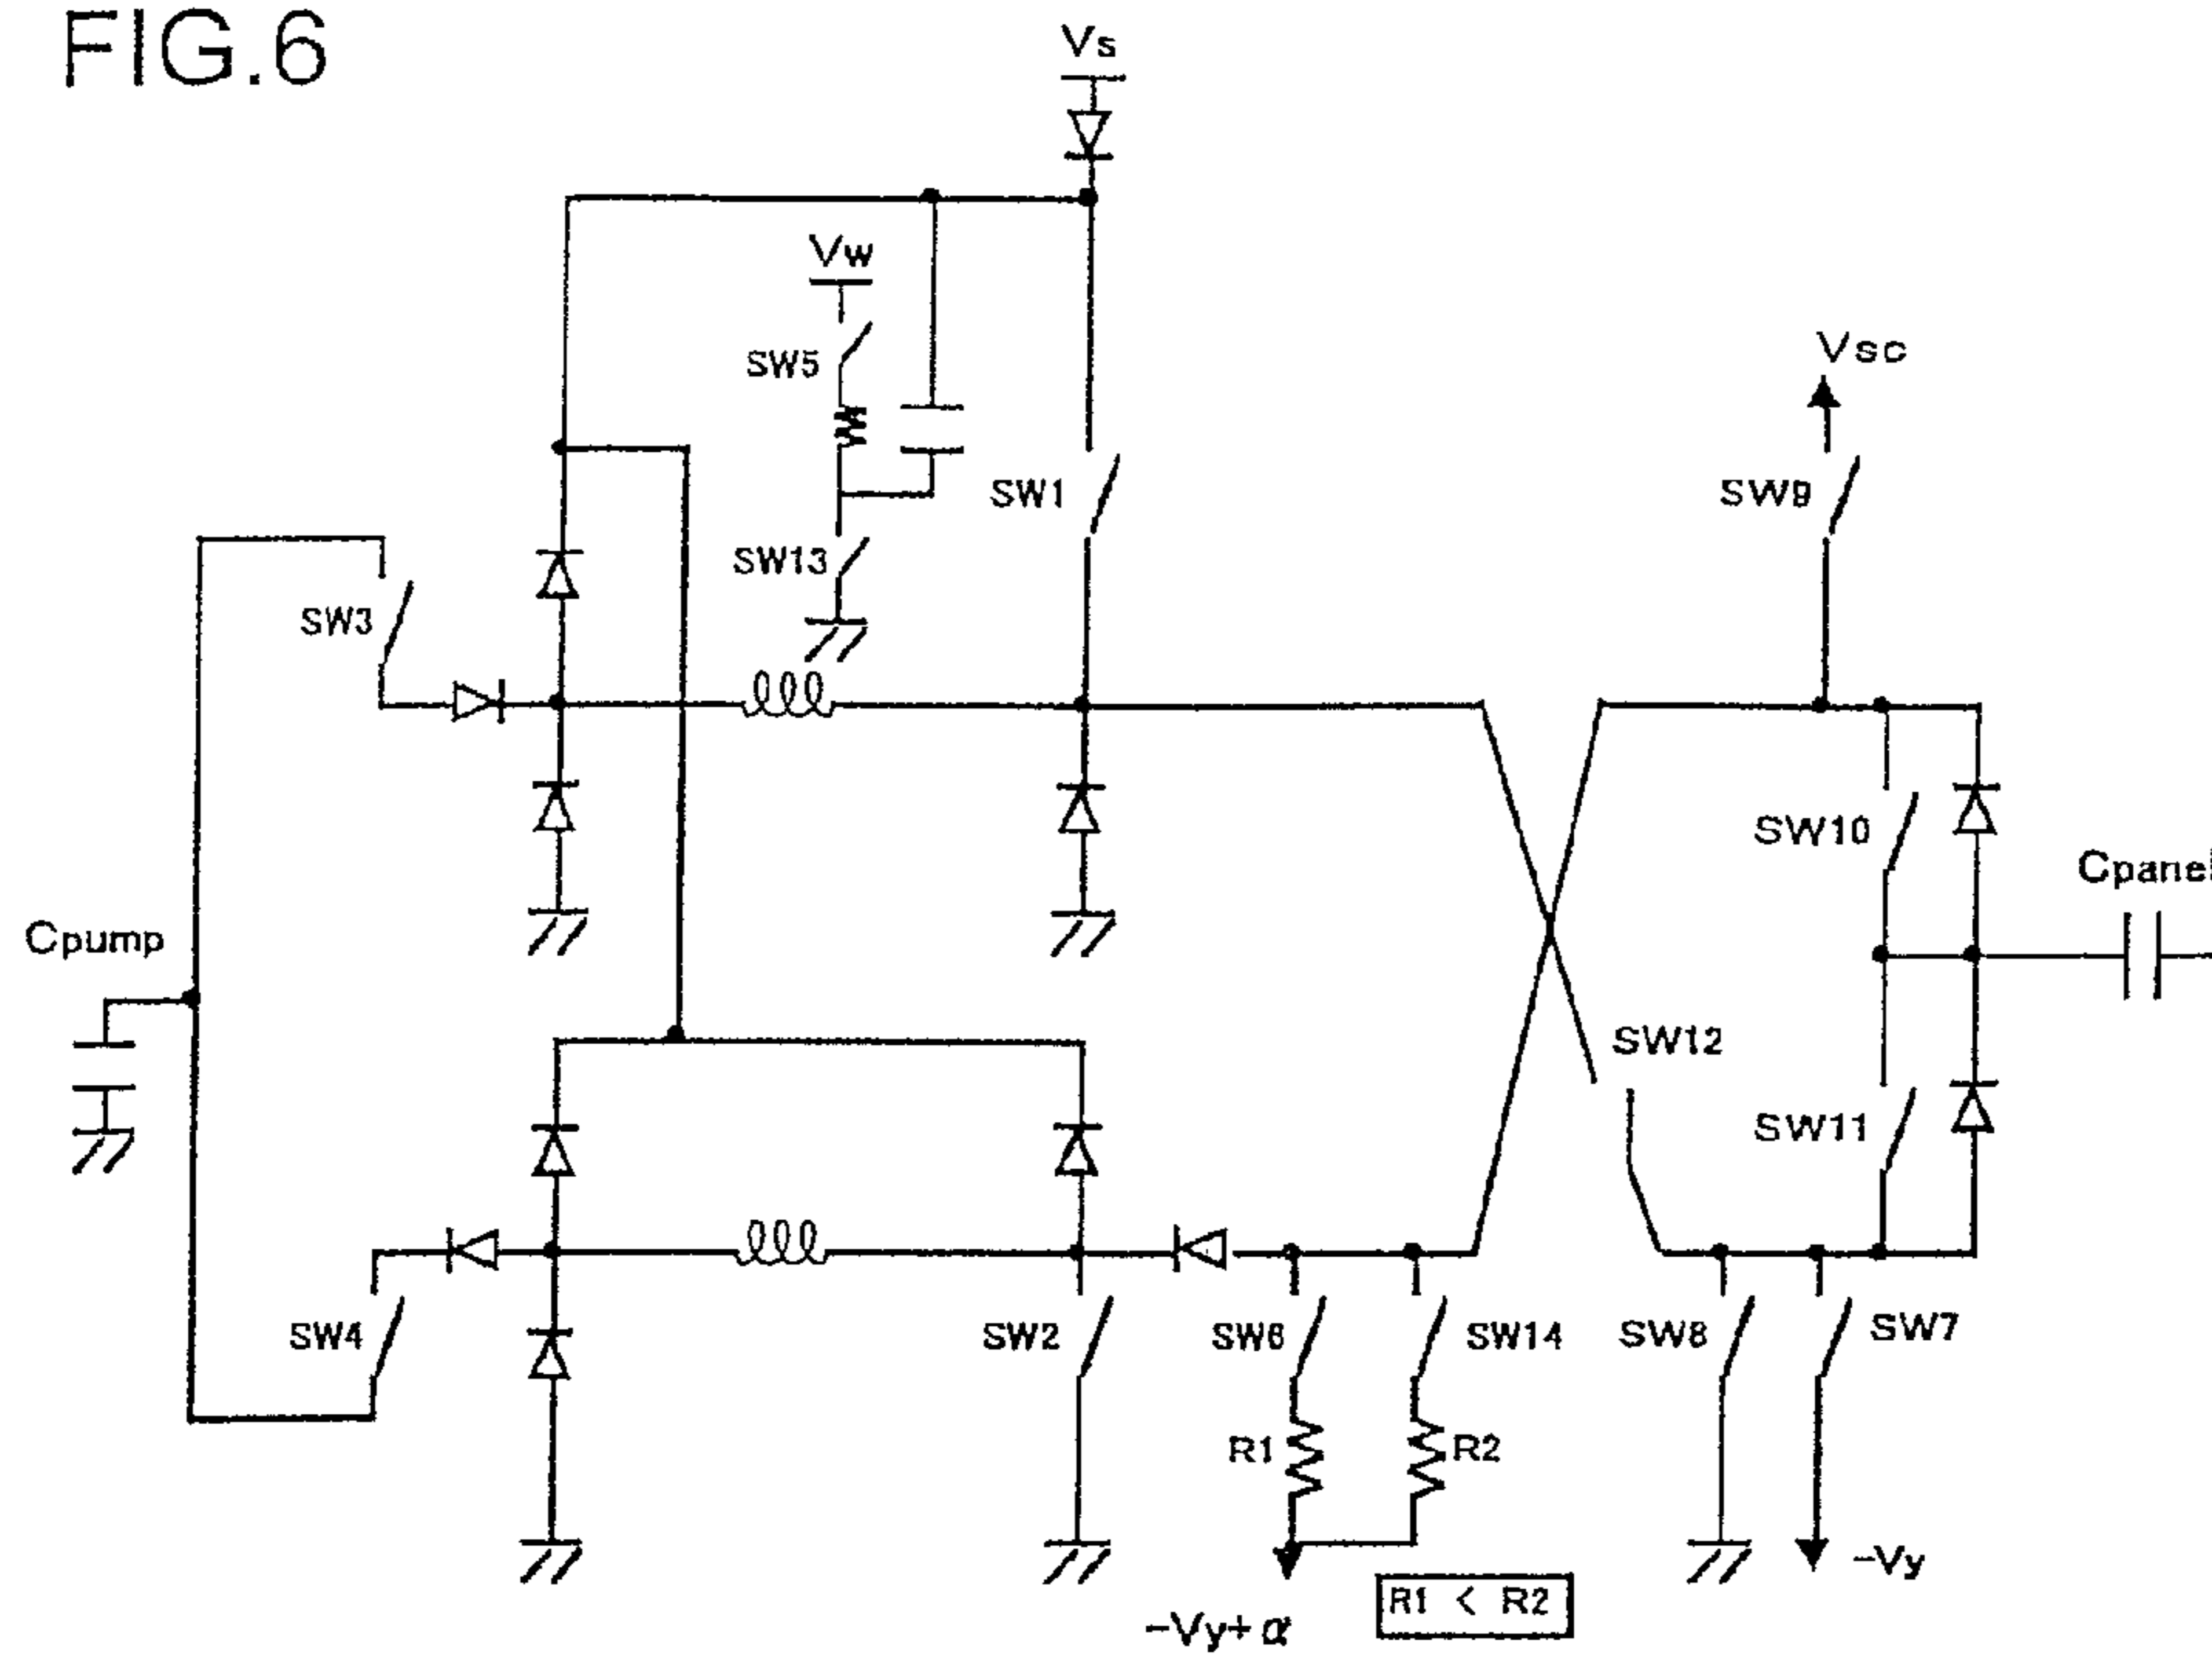 FIG.6
Vs
Vw
SW5
Vsc
SW1
SW9
SW13
SW3
SW10
Cpanel
Cpump
SW12
SW11
SW4
SW2
SW6
SW14
SW8
SW7
R1
R2
-Vy
R1 < R2
-Vy+α